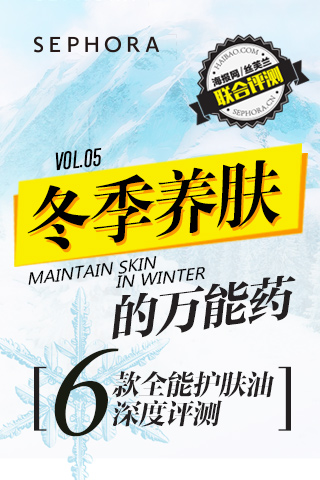 SEPHORA
HAIBAO.COM
海报网/丝芙兰
联合评测
SEPHORA.CN
VOL.05
冬季养肤
MAINTAIN SKIN
IN WINTER
的万能药
[6款全能护肤油
深度评测]